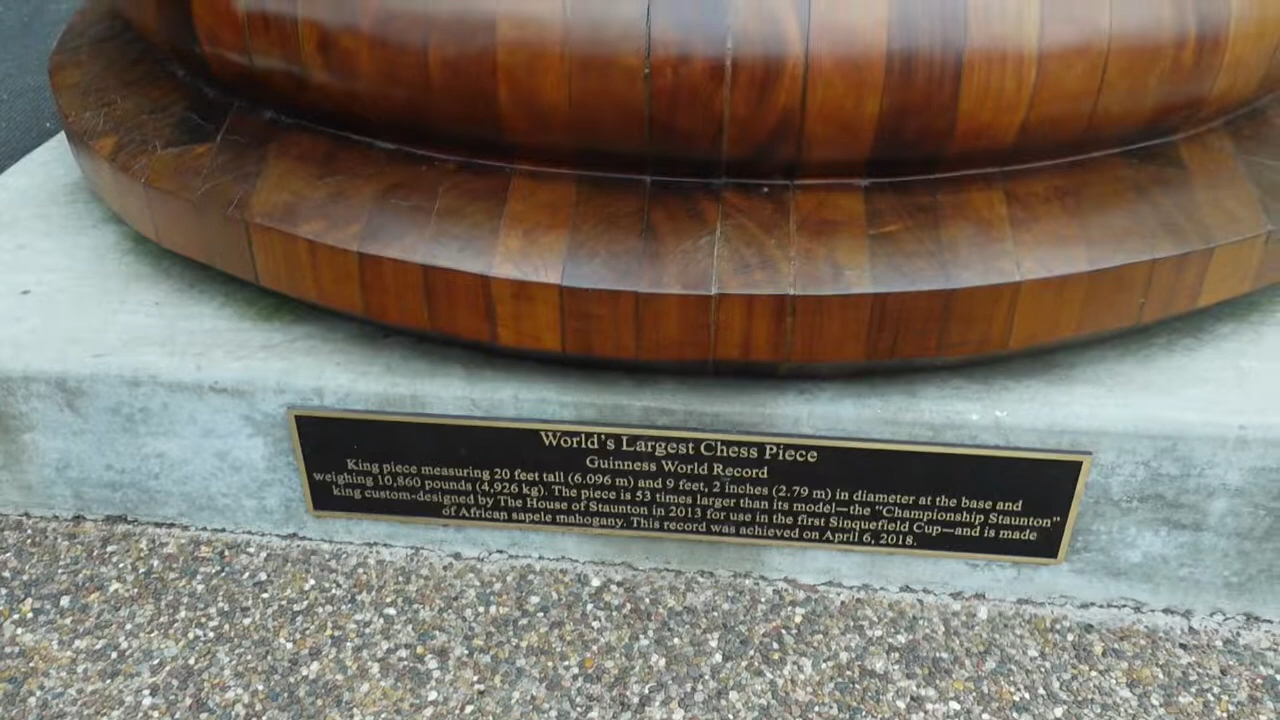 World's Largest Chess Piece
Guinness World Record
King piece measuring 20 feet tall (6.096 m) and 9 feet, 2 inches (2.79 m) in diameter at the base and
weighing 10,860 pounds (4,926 kg). The piece is 53 times larger than its model—the "Championship Staunton"
king custom-designed by The House of Staunton in 2013 for use in the first Sinquefield Cup—and is made
of African sapele mahogany. This record was achieved on April 6, 2018.